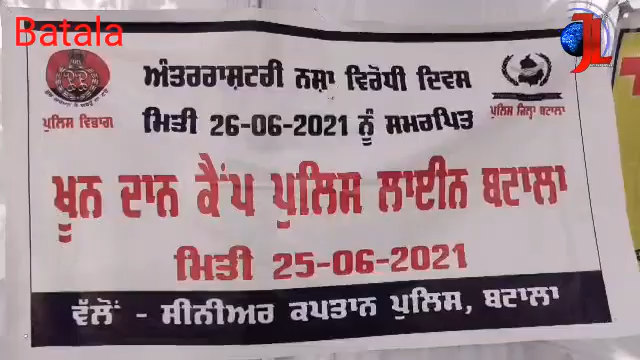 Batala
ਅੰਤਰਰਾਸ਼ਟਰੀ ਨਸ਼ਾ ਵਿਰੋਧੀ ਦਿਵਸ
ਪੁਲਿਸ ਵਿਭਾਗ
ਮਿਤੀ 26-06-2021 ਨੂੰ ਸਮਰਪਿਤ
ਪੁਲਿਸ ਜ਼ਿਲ੍ਹਾ ਬਟਾਲਾ
ਖੂਨ ਦਾਨ ਕੈਂਪ ਪੁਲਿਸ ਲਾਈਨ ਬਟਾਲਾ
ਮਿਤੀ 25-06-2021
ਵੱਲੋਂ - ਸੀਨੀਅਰ ਕਪਤਾਨ ਪੁਲਿਸ, ਬਟਾਲਾ